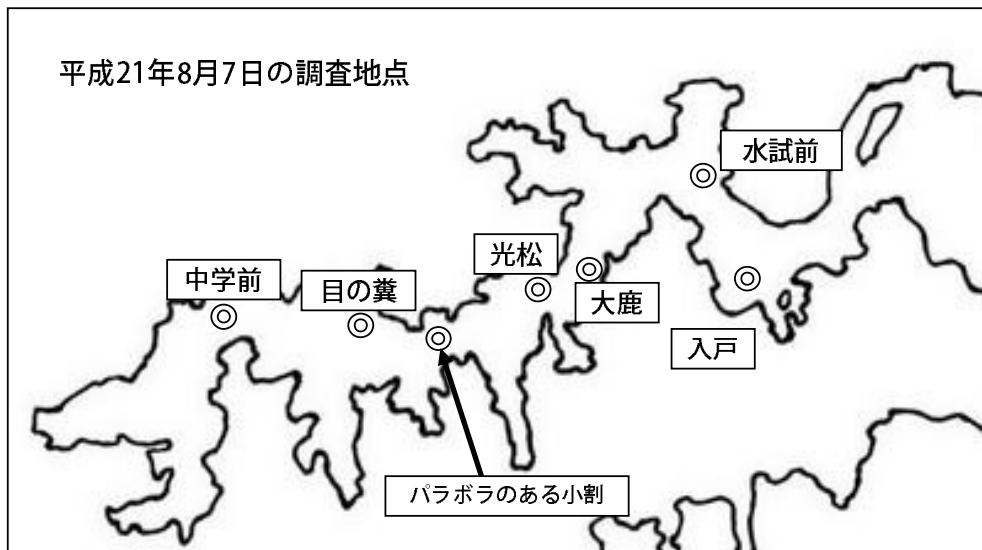 平成21年8月7日の調査地点
水試前
光松
中学前
目の糞
大鹿
入戸
パラボラのある小割